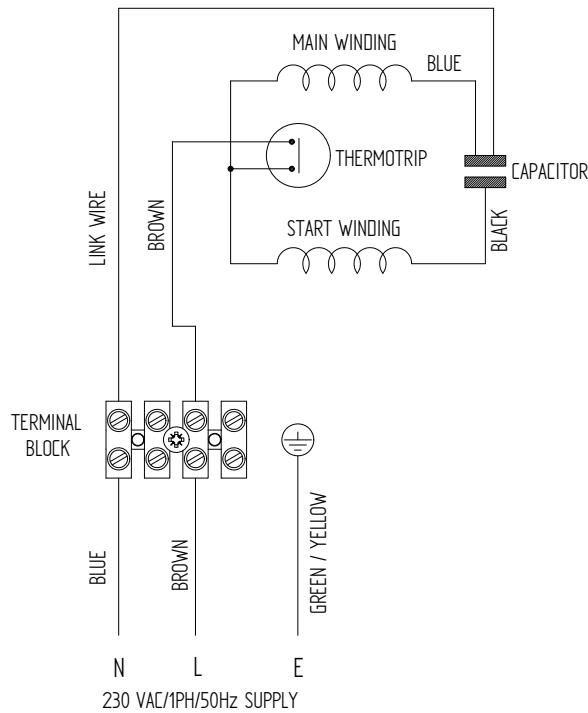 MAIN WINDING
BLUE
THERMOTRIP
CAPACITOR
LINK WIRE
BROWN
START WINDING
BLACK
TERMINAL
BLOCK
BLUE
BROWN
GREEN / YELLOW
N
L
E
230 VAC/1PH/50Hz SUPPLY